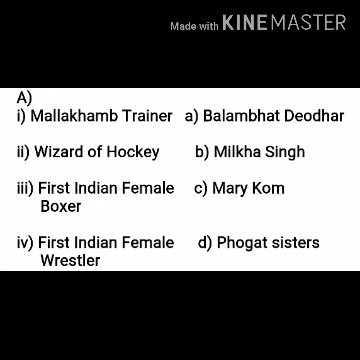 Made with KINEMASTER
A)
i) Mallakhamb Trainer a) Balambhat Deodhar
ii) Wizard of Hockey b) Milkha Singh
iii) First Indian Female c) Mary Kom
Boxer
iv) First Indian Female d) Phogat sisters
Wrestler